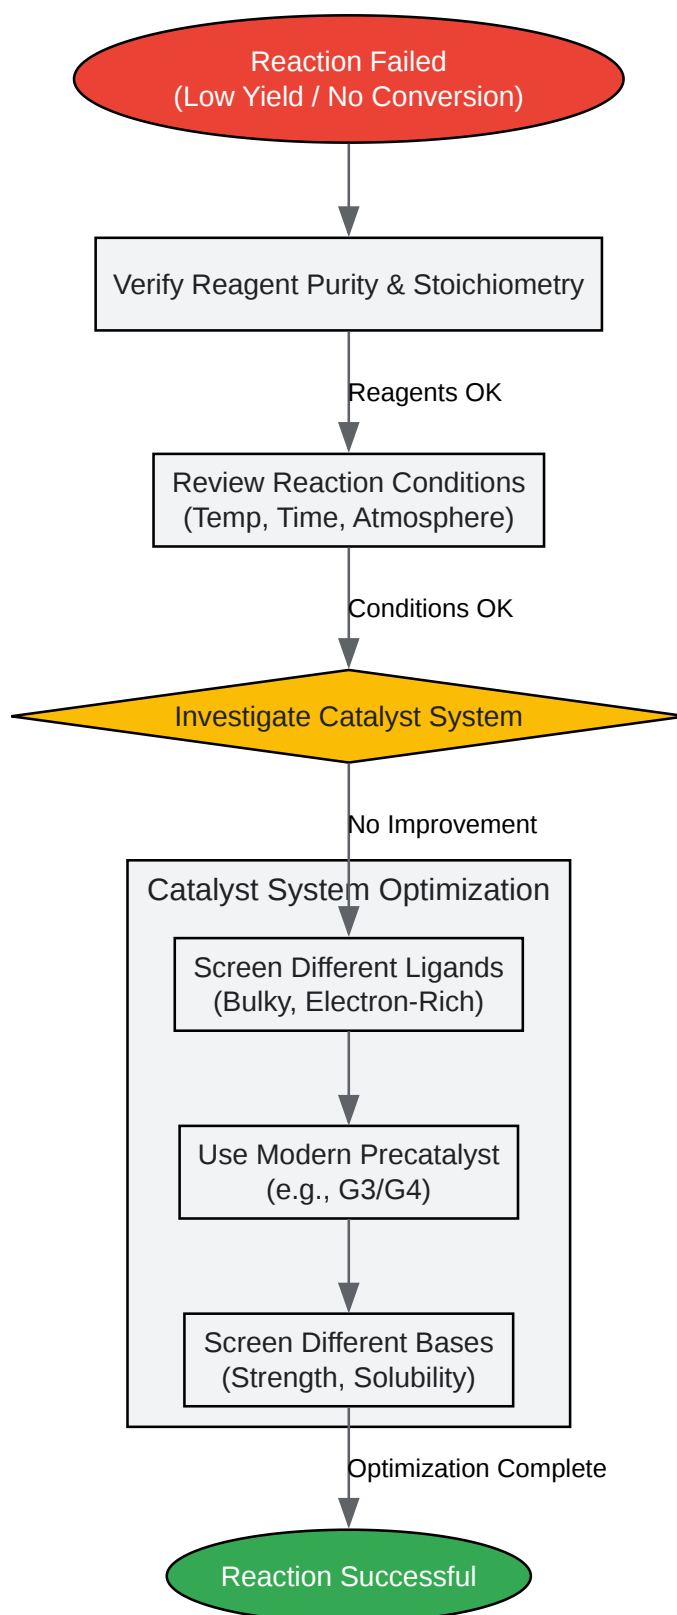 Reaction Failed
(Low Yield / No Conversion)
Verify Reagent Purity & Stoichiometry
Reagents OK
Review Reaction Conditions
(Temp, Time, Atmosphere)
Conditions OK
Investigate Catalyst System
No Improvement
Catalyst System Optimization
Screen Different Ligands
(Bulky, Electron-Rich)
Use Modern Precatalyst
(e.g., G3/G4)
Screen Different Bases
(Strength, Solubility)
Optimization Complete
Reaction Successful